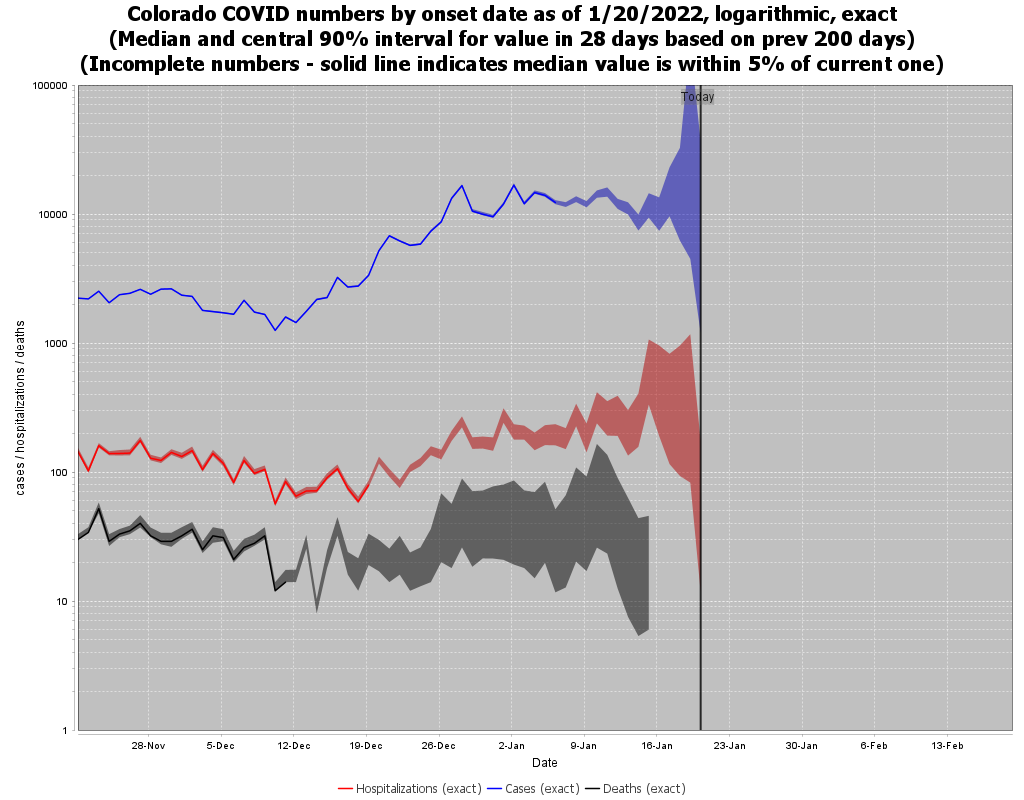 Colorado COVID numbers by onset date as of 1/20/2022, logarithmic, exact
(Median and central 90% interval for value in 28 days based on prev 200 days)
(Incomplete numbers - solid line indicates median value is within 5% of current one)
Today
cases / hospitalizations / deaths
100000
10000
1000
100
10
1
28-Nov 5-Dec 12-Dec 19-Dec 26-Dec 2-Jan 9-Jan 16-Jan 23-Jan 30-Jan 6-Feb 13-Feb
Date
Hospitalizations (exact) Cases (exact) Deaths (exact)